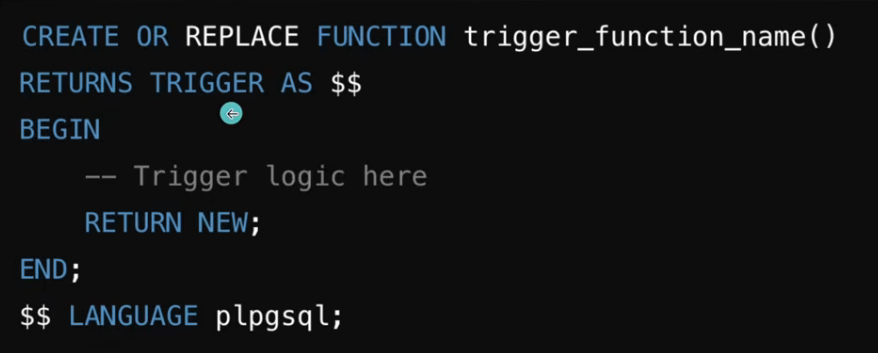 CREATE OR REPLACE FUNCTION trigger_function_name()
RETURNS TRIGGER AS $$
BEGIN
    -- Trigger logic here
    RETURN NEW;
END;
$$ LANGUAGE plpgsql;